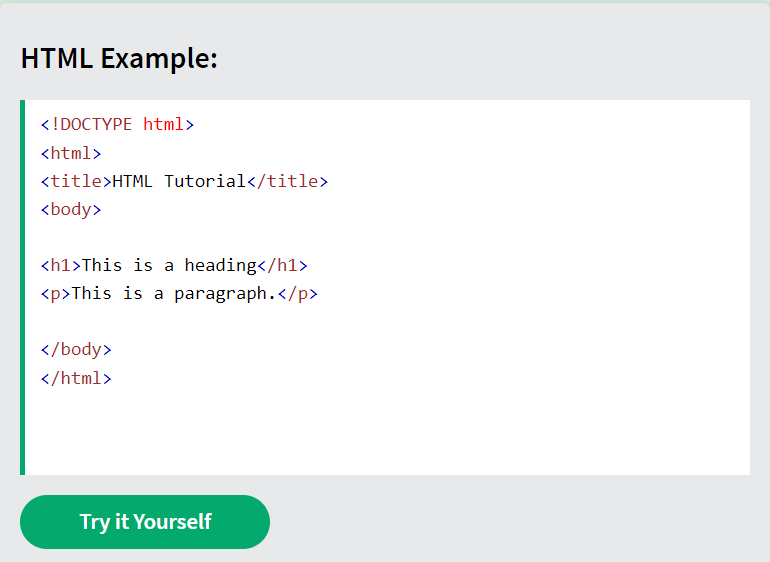 HTML Example:
<!DOCTYPE html>
<html>
<title>HTML Tutorial</title>
<body>
<h1>This is a heading</h1>
<p>This is a paragraph.</p>
</body>
</html>
Try it Yourself